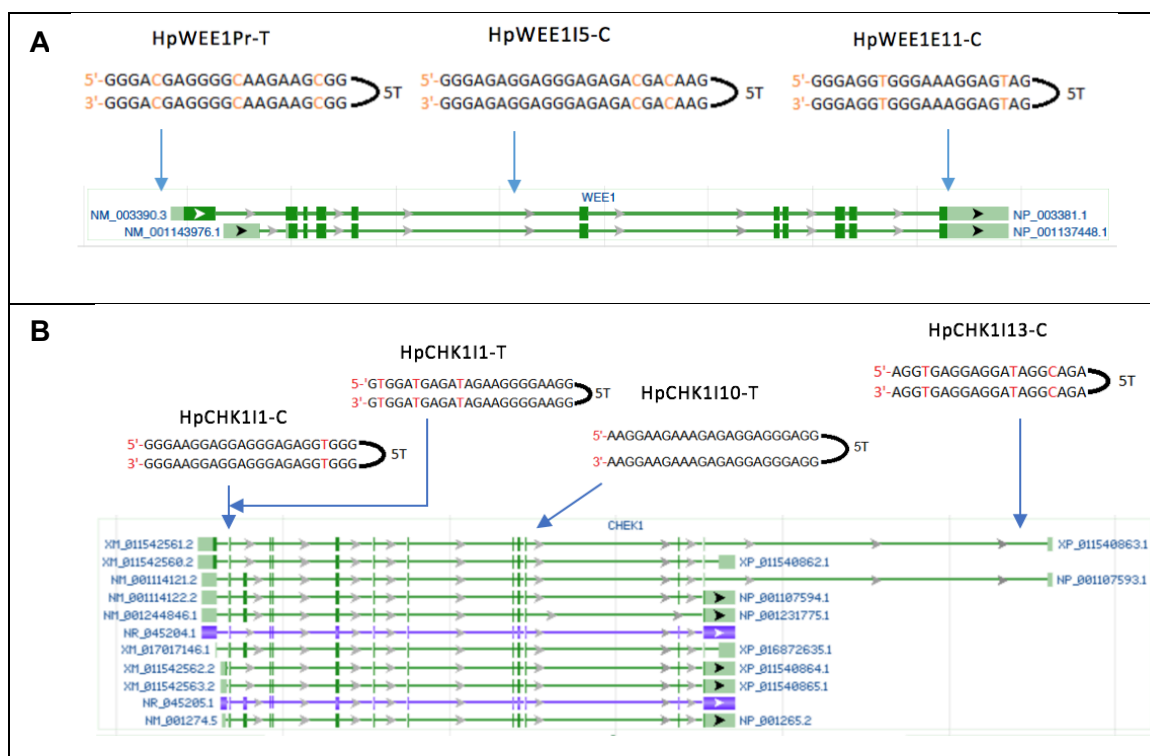 A
HpWEE1Pr-T
HpWEE1I5-C
HpWEE1E11-C
5'-GGGACGAGGGGCAAGAAGCGG
3'-GGGACGAGGGGCAAGAAGCGG
5T
5'-GGGAGAGGAGGGAGAGACGACAAG
3'-GGGAGAGGAGGGAGAGACGACAAG
5T
5'-GGGAGGTGGGAAAGGAGTAG
3'-GGGAGGTGGGAAAGGAGTAG
5T
WEE1
NM_003390.3
NP_003381.1
NM_001143976.1
NP_001137448.1
B
HpCHK1I1-C
5'-GGGAAGGAGGAGGGAGAGGTGGG
3'-GGGAAGGAGGAGGGAGAGGTGGG
5T
HpCHK1I1-T
5-'GTGGATGAGATAGAAGGGGAAGG
3'-GTGGATGAGATAGAAGGGGAAGG
5T
HpCHK1I10-T
5'-AAGGAAGAAAGAGAGGAGGGAGG
3'-AAGGAAGAAAGAGAGGAGGGAGG
5T
HpCHK1I13-C
5'-AGGTGAGGAGGATAGGCAGA
3'-AGGTGAGGAGGATAGGCAGA
5T
CHEK1
XM_011542561.2
XP_011540863.1
XM_011542560.2
XP_011540862.1
NM_001114121.2
NP_001107593.1
NM_001114122.2
NP_001107594.1
NM_001244846.1
NP_001231775.1
NR_045204.1
XM_017017146.1
XP_016872635.1
XM_011542562.2
XP_011540864.1
XM_011542563.2
XP_011540865.1
NR_045205.1
NM_001274.5
NP_001265.2